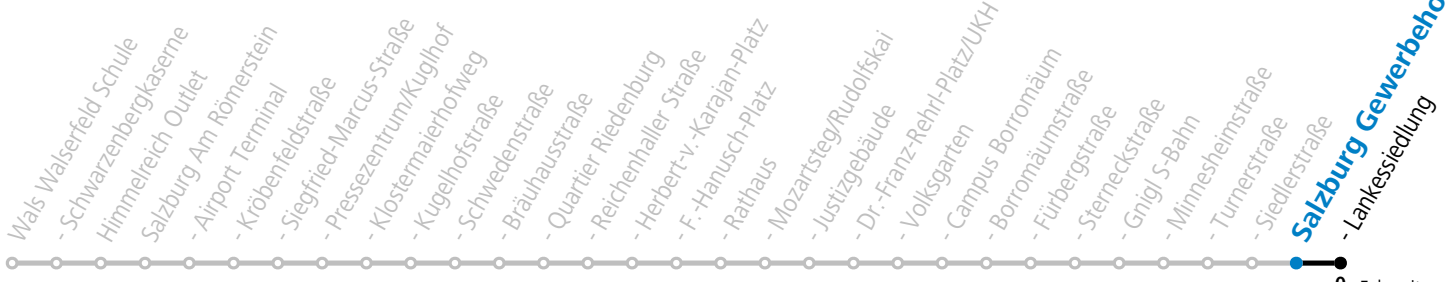 Wals Walserfeld Schule
- Schwarzenbergkaserne
Himmelreich Outlet
Salzburg Am Römerstein
- Airport Terminal
- Kröbenfeldstraße
- Siegfried-Marcus-Straße
- Pressezentrum/Kuglhof
- Klostermaierhofweg
- Kugelhofstraße
- Schwedenstraße
- Bräuhausstraße
- Quartier Riedenburg
- Reichenhaller Straße
- Herbert-v.-Karajan-Platz
- F.-Hanusch-Platz
- Rathaus
- Mozartsteg/Rudolfskai
- Justizgebäude
- Dr.-Franz-Rehrl-Platz/UKH
- Volksgarten
- Campus Borromäum
- Borromäumstraße
- Fürbergstraße
- Sterneckstraße
- Gnigl S-Bahn
- Minnesheimstraße
- Turnerstraße
- Siedlerstraße
Salzburg Gewerbeho
- Lankessiedlung